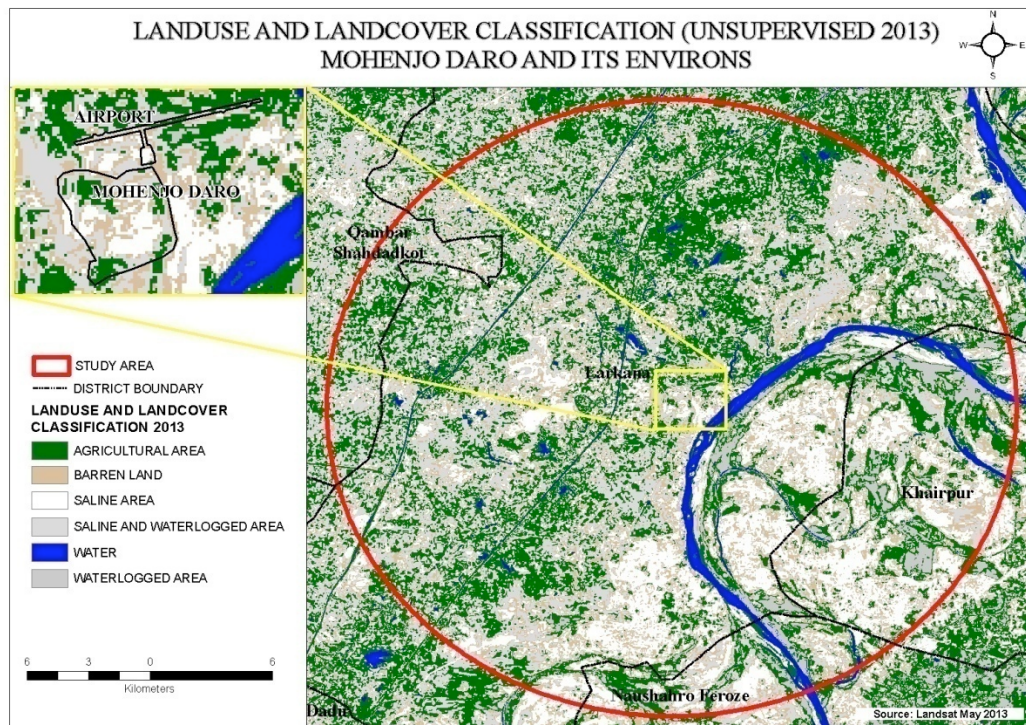 LANDUSE AND LANDCOVER CLASSIFICATION (UNSUPERVISED 2013)
MOHENJO DARO AND ITS ENVIRONS
N
W
E
S
AIRPORT
MOHENJO DARO
Qambar
Shahdadkot
Larkana
Khairpur
Naushahro Feroze
Dadu
STUDY AREA
DISTRICT BOUNDARY
LANDUSE AND LANDCOVER
CLASSIFICATION 2013
AGRICULTURAL AREA
BARREN LAND
SALINE AREA
SALINE AND WATERLOGGED AREA
WATER
WATERLOGGED AREA
6 3 0 6
Kilometers
Source: Landsat May 2013